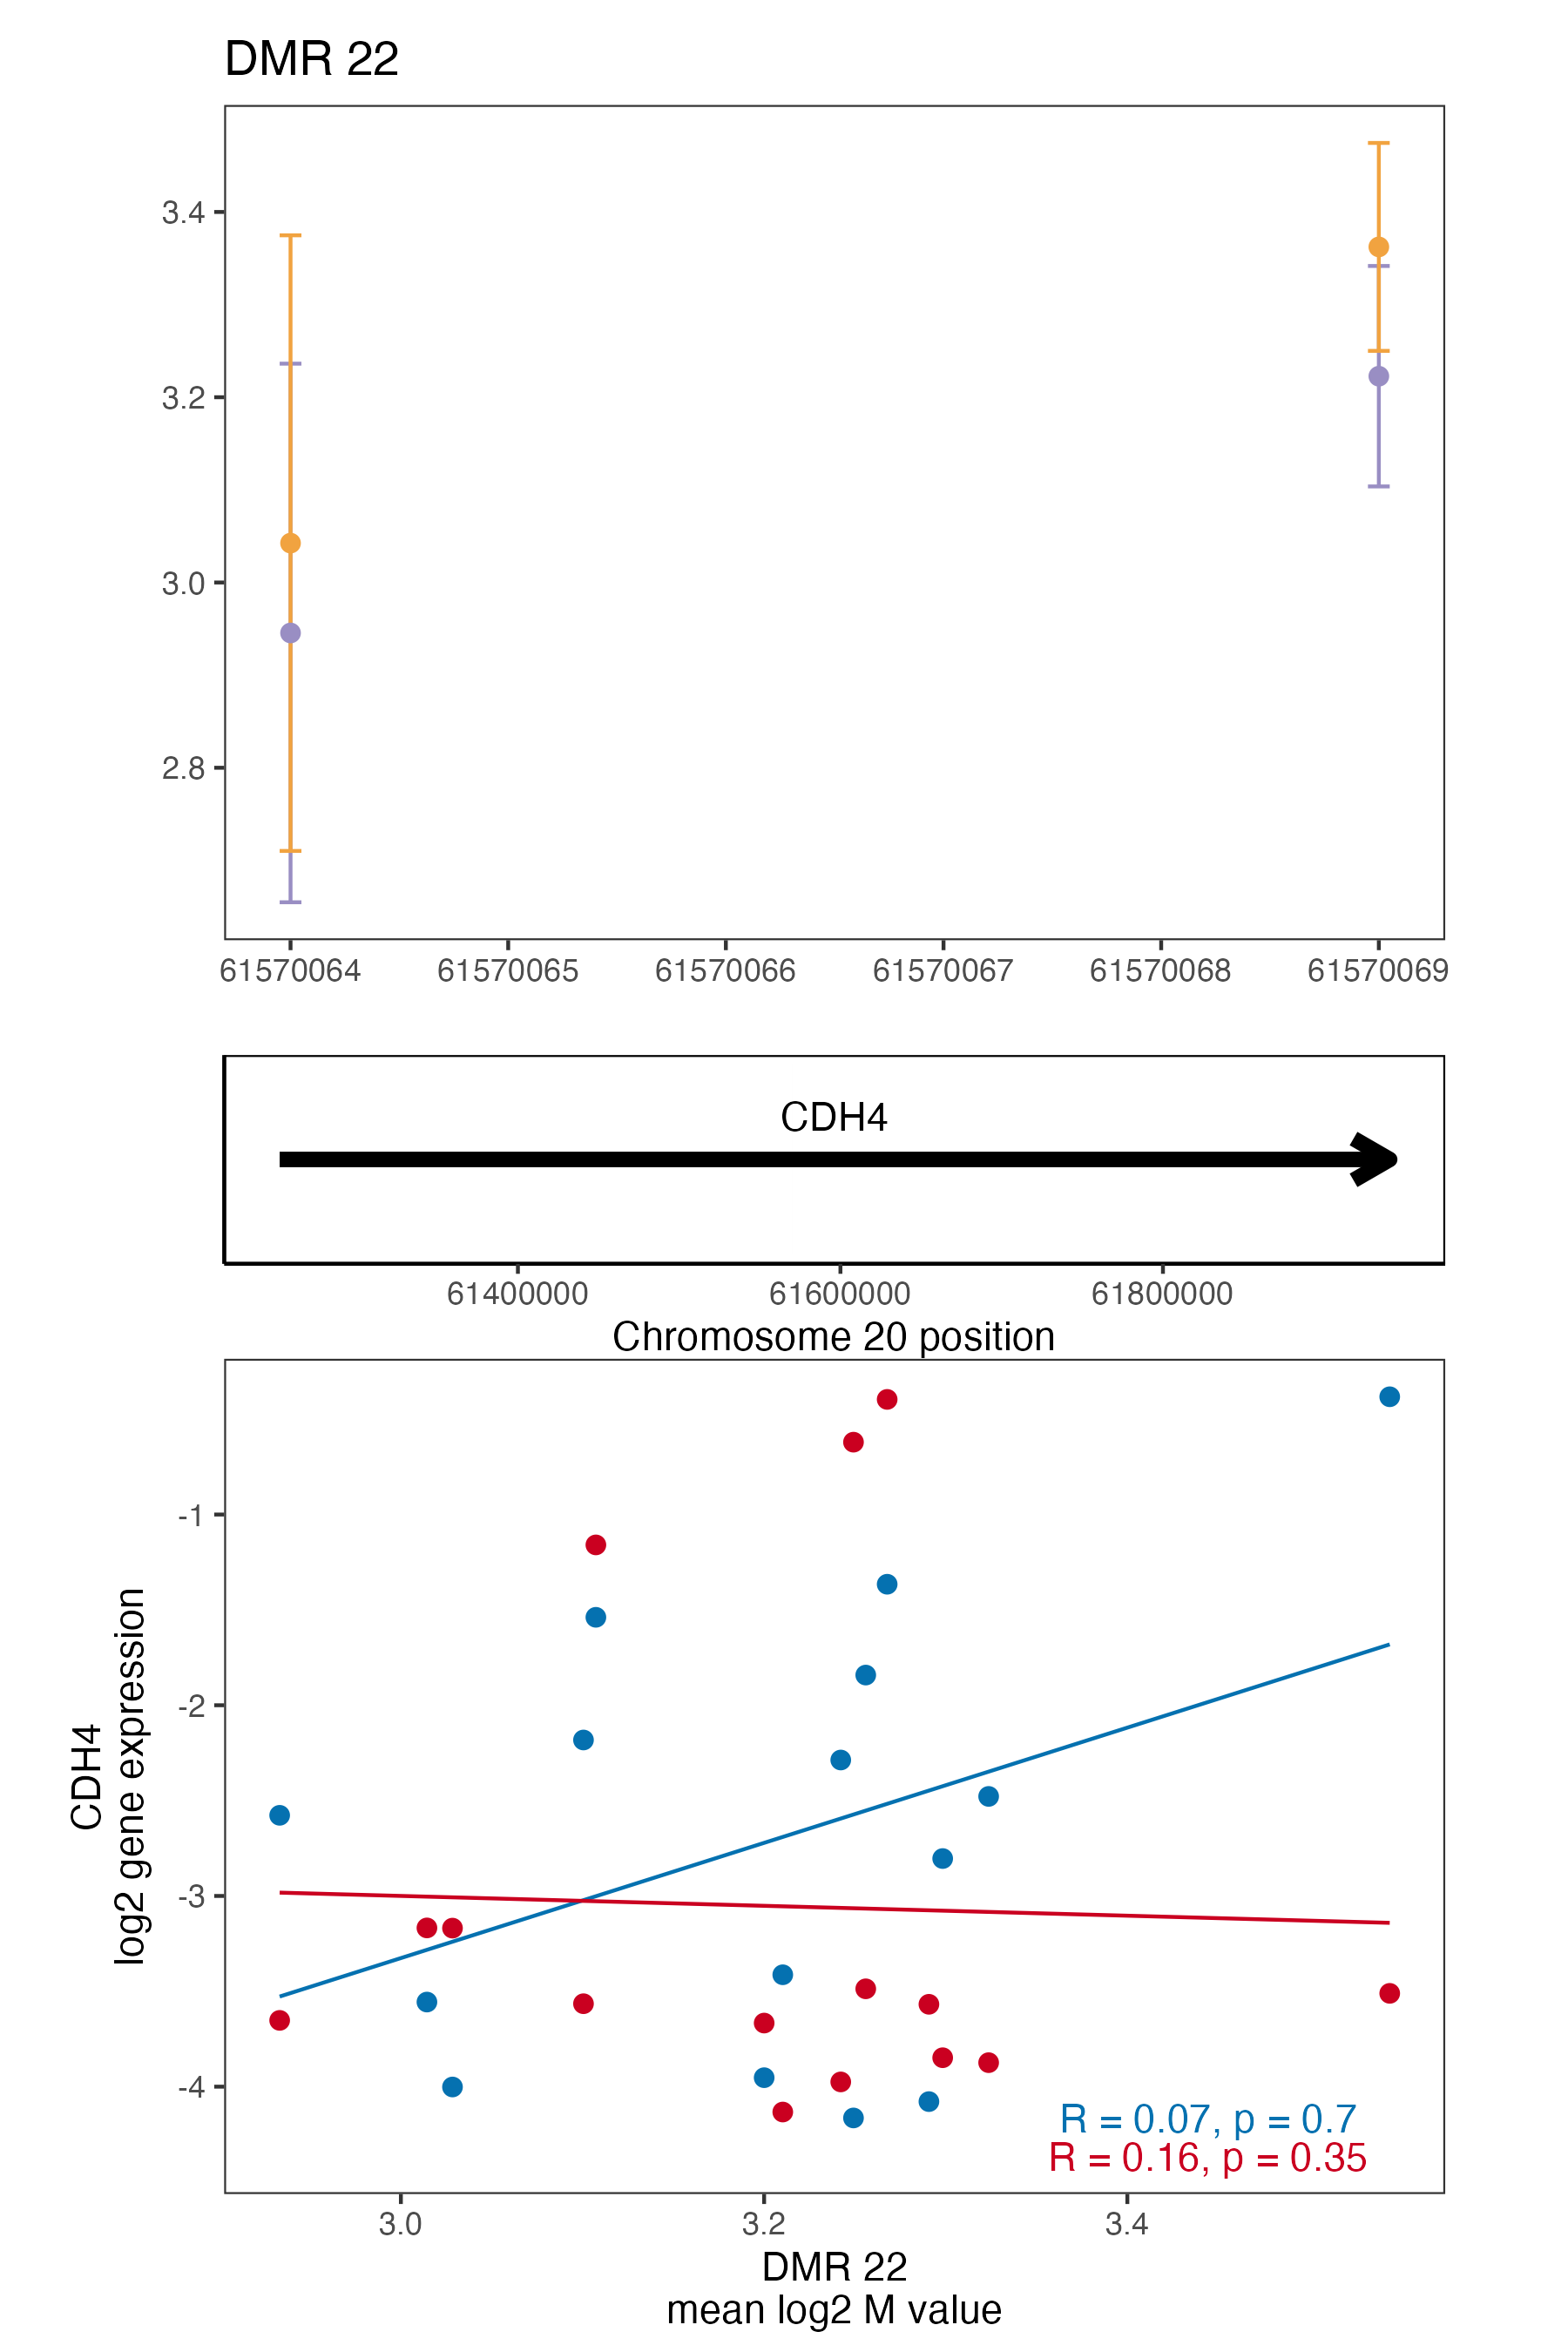 DMR 22
3.4
3.2
3.0
2.8
61570064 61570065 61570066 61570067 61570068 61570069
CDH4
61400000 61600000 61800000
Chromosome 20 position
CDH4
log2 gene expression
-1
-2
-3
-4
R = 0.07, p = 0.7
R = 0.16, p = 0.35
3.0 3.2 3.4
DMR 22
mean log2 M value